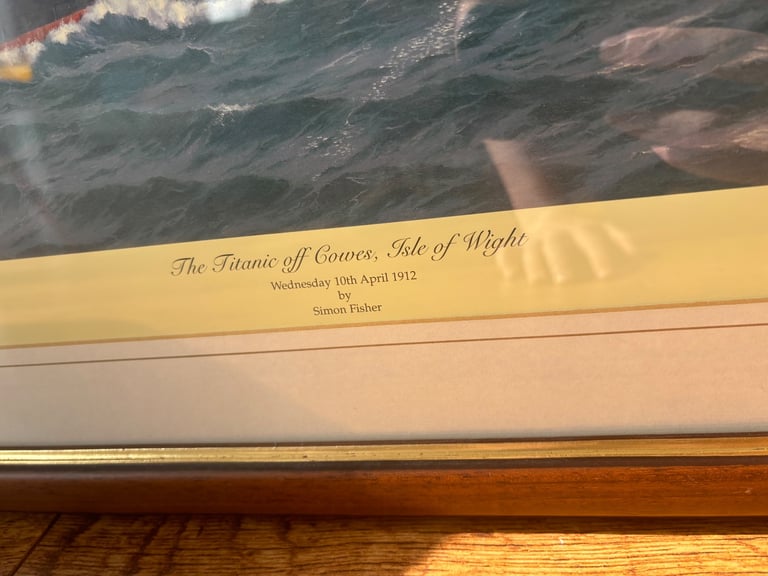 The Titanic off Cowes, Isle of Wight
Wednesday 10th April 1912
by
Simon Fisher